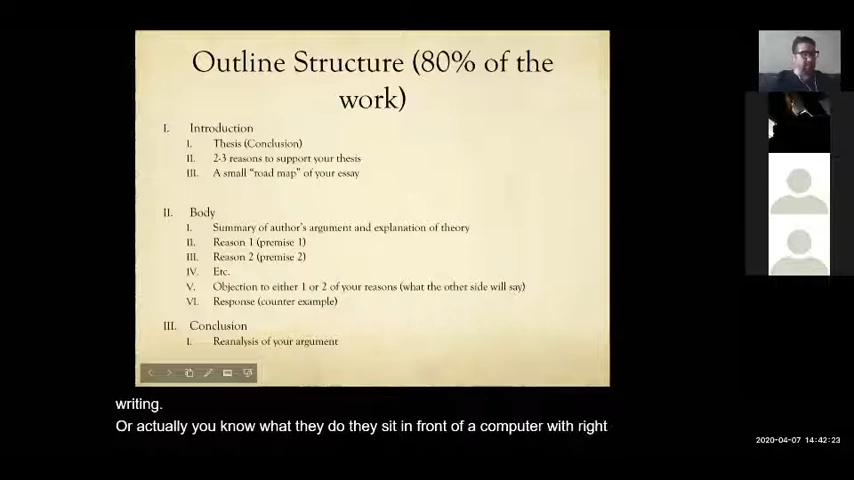 Outline Structure (80% of the
work)
I. Introduction
I. Thesis (Conclusion)
II. 2-3 reasons to support your thesis
III. A small "road map" of your essay
II. Body
I. Summary of author's argument and explanation of theory
II. Reason 1 (premise 1)
III. Reason 2 (premise 2)
IV. Etc.
V. Objection to either 1 or 2 of your reasons (what the other side will say)
VI. Response (counter example)
III. Conclusion
I. Reanalysis of your argument
writing.
Or actually you know what they do they sit in front of a computer with right
2020-04-07 14:42:23